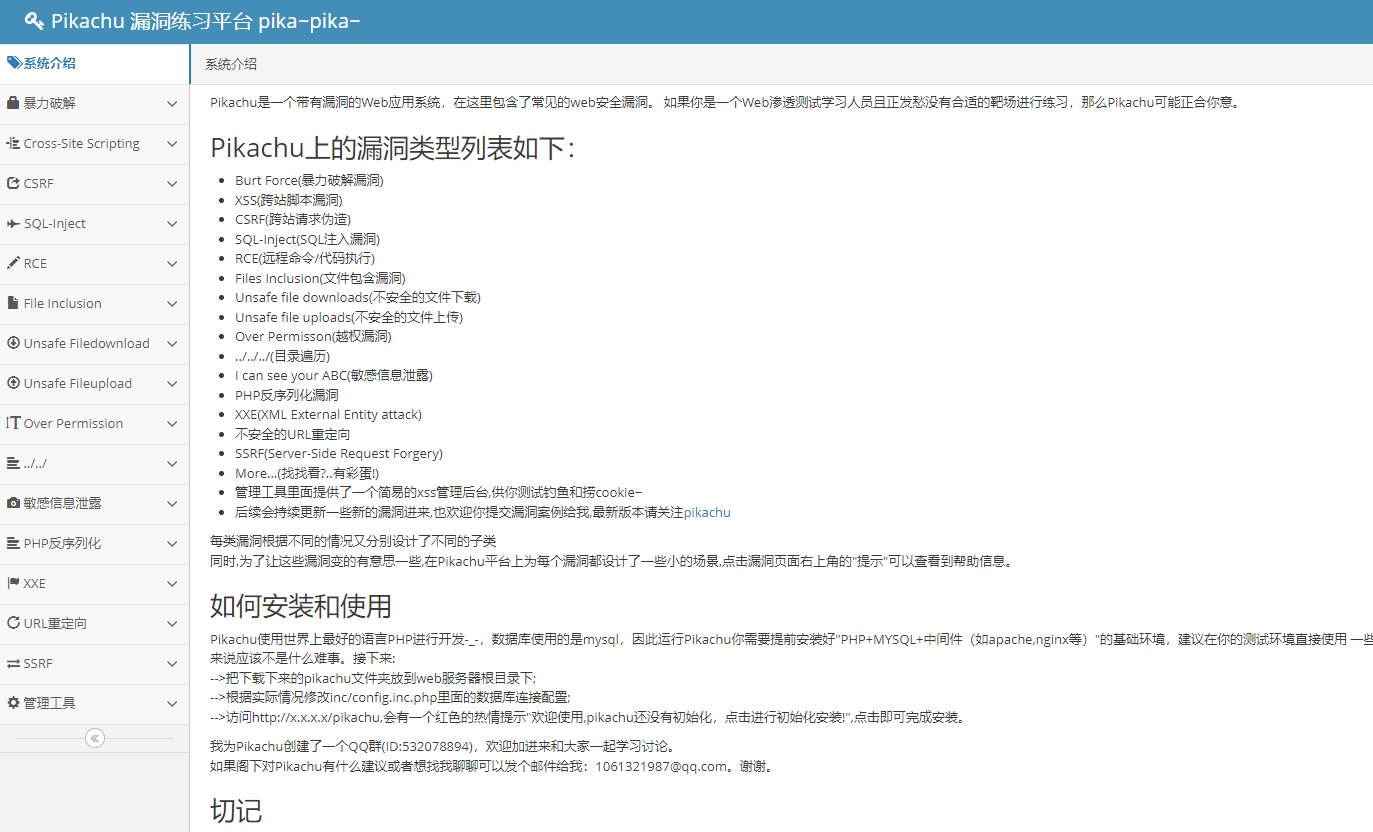 Pikachu 漏洞练习平台 pika~pika~
系统介绍
暴力破解
Cross-Site Scripting
CSRF
SQL-Inject
RCE
File Inclusion
Unsafe Filedownload
Unsafe Fileupload
Over Permission
../../
敏感信息泄露
PHP反序列化
XXE
URL重定向
SSRF
管理工具
系统介绍
Pikachu是一个带有漏洞的Web应用系统，在这里包含了常见的web安全漏洞。 如果你是一个Web渗透测试学习人员且正发愁没有合适的靶场进行练习，那么Pikachu可能正合你意。
Pikachu上的漏洞类型列表如下：
Burt Force(暴力破解漏洞)
XSS(跨站脚本漏洞)
CSRF(跨站请求伪造)
SQL-Inject(SQL注入漏洞)
RCE(远程命令/代码执行)
Files Inclusion(文件包含漏洞)
Unsafe file downloads(不安全的文件下载)
Unsafe file uploads(不安全的文件上传)
Over Permisson(越权漏洞)
../../../(目录遍历)
I can see your ABC(敏感信息泄露)
PHP反序列化漏洞
XXE(XML External Entity attack)
不安全的URL重定向
SSRF(Server-Side Request Forgery)
More...(找找看?..有彩蛋!)
管理工具里面提供了一个简易的xss管理后台,供你测试钓鱼和捞cookie~
后续会持续更新一些新的漏洞进来,也欢迎你提交漏洞案例给我,最新版本请关注pikachu
每类漏洞根据不同的情况又分别设计了不同的子类
同时,为了让这些漏洞变的有意思一些,在Pikachu平台上为每个漏洞都设计了一些小的场景,点击漏洞页面右上角的"提示"可以查看到帮助信息。
如何安装和使用
Pikachu使用世界上最好的语言PHP进行开发-_-，数据库使用的是mysql，因此运行Pikachu你需要提前安装好"PHP+MYSQL+中间件（如apache,nginx等）"的基础环境，建议在你的测试环境直接使用 一些
来说应该不是什么难事。接下来:
-->把下载下来的pikachu文件夹放到web服务器根目录下;
-->根据实际情况修改inc/config.inc.php里面的数据库连接配置;
-->访问http://x.x.x.x/pikachu,会有一个红色的热情提示"欢迎使用,pikachu还没有初始化，点击进行初始化安装!",点击即可完成安装。
我为Pikachu创建了一个QQ群(ID:532078894)，欢迎加进来和大家一起学习讨论。
如果阁下对Pikachu有什么建议或者想找我聊聊可以发个邮件给我：1061321987@qq.com。谢谢。
切记